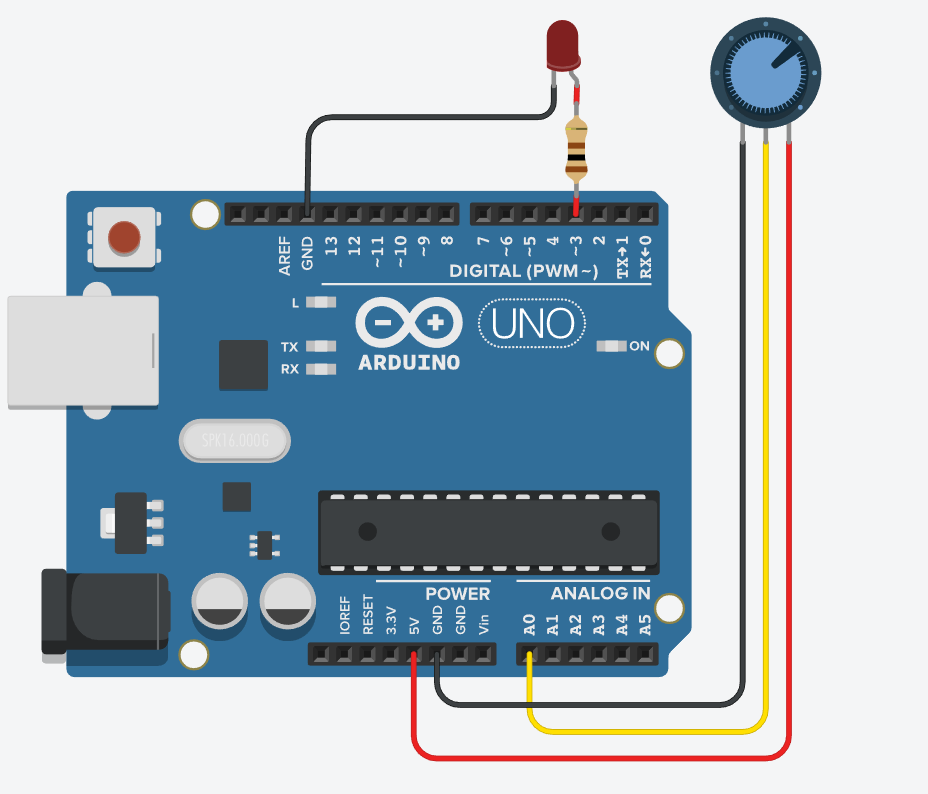 AREF
GND
13
12
~11
~10
~9
8
7
~6
~5
4
~3
2
TX→1
RX←0
DIGITAL (PWM~)
L
TX
RX
UNO
ARDUINO
ON
SPK16.000G
POWER
ANALOG IN
IOREF
RESET
3.3V
5V
GND
GND
Vin
A0
A1
A2
A3
A4
A5